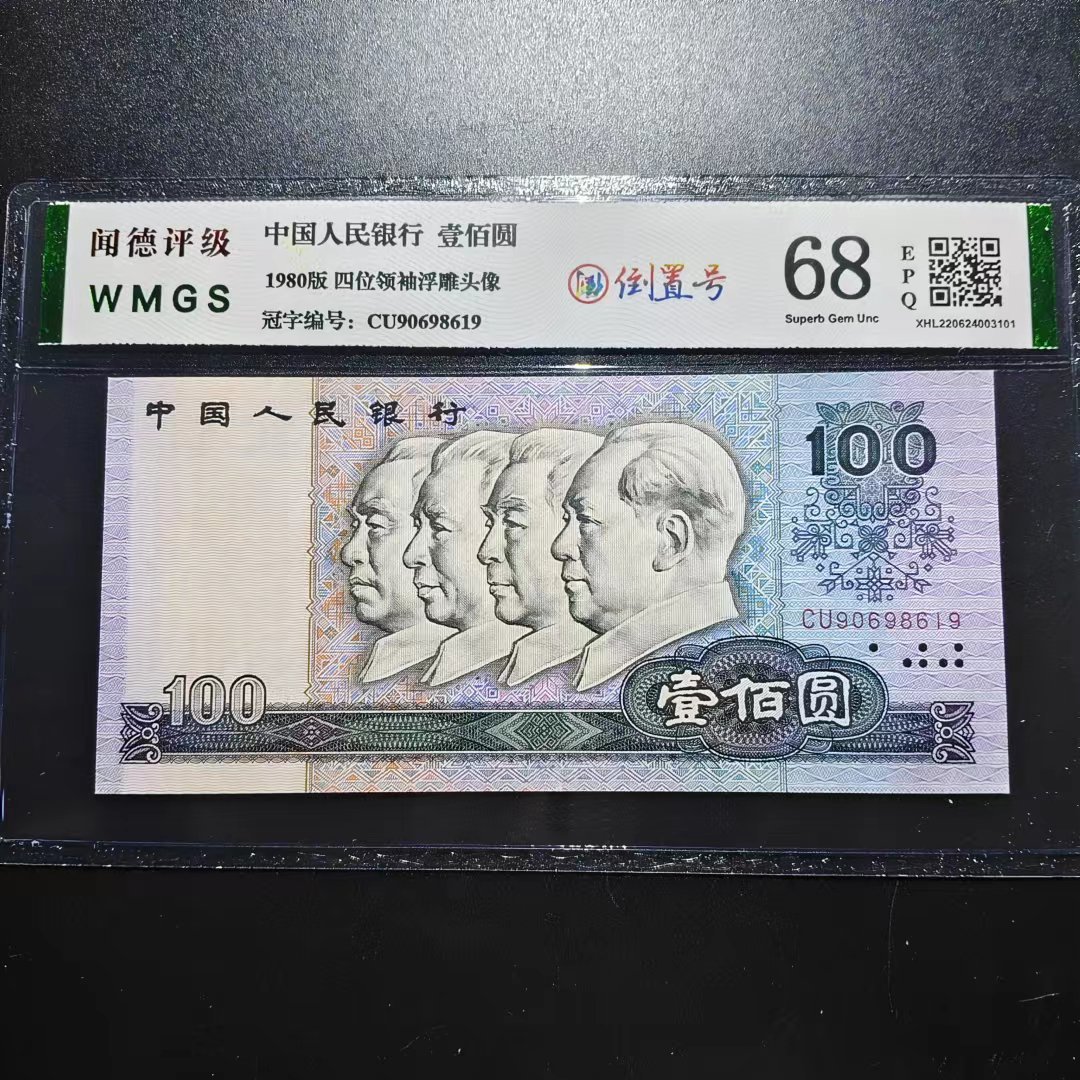 闻德评级
WMGS
中国人民银行 壹佰圆
1980版 四位领袖浮雕头像
冠字编号：CU90698619
倒置号
68
Superb Gem Unc
EPQ
XHL220624003101
中国人民银行
100
CU90698619
100
壹佰圆